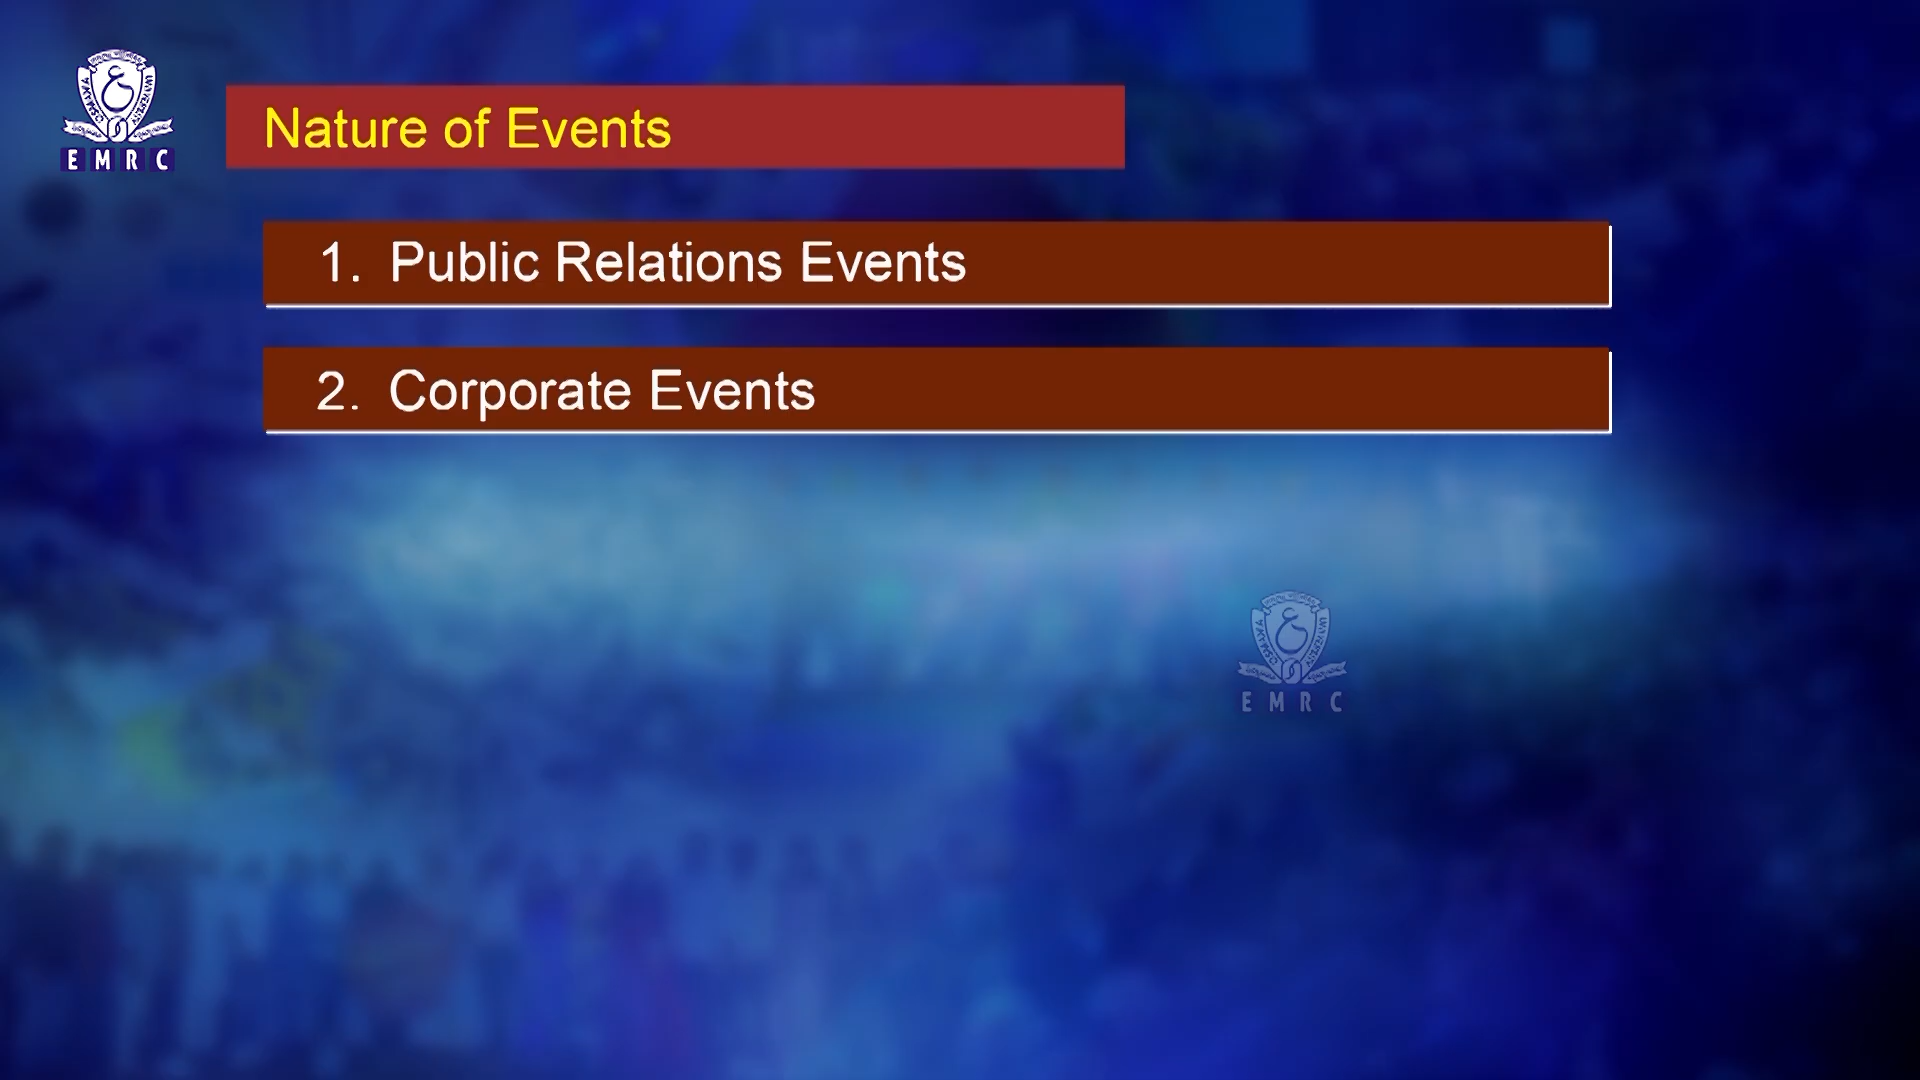 EMRC
Nature of Events
1. Public Relations Events
2. Corporate Events
EMRC